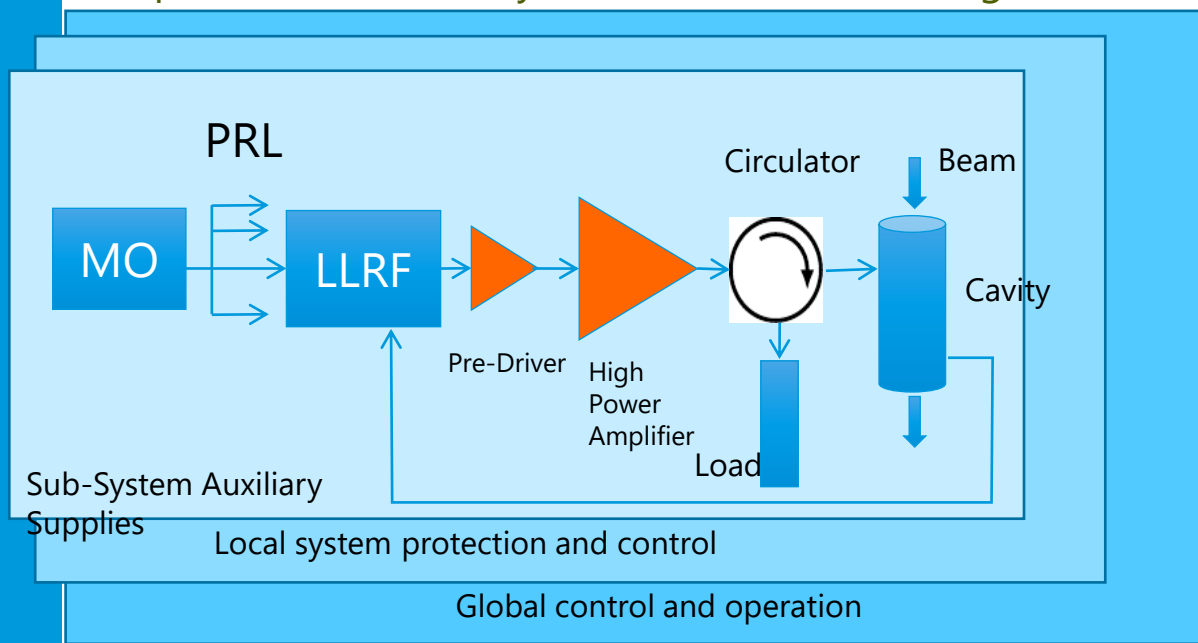 PRL
Circulator
Beam
MO
LLRF
Cavity
Pre-Driver
High
Power
Amplifier
Load
Sub-System Auxiliary
Supplies
Local system protection and control
Global control and operation